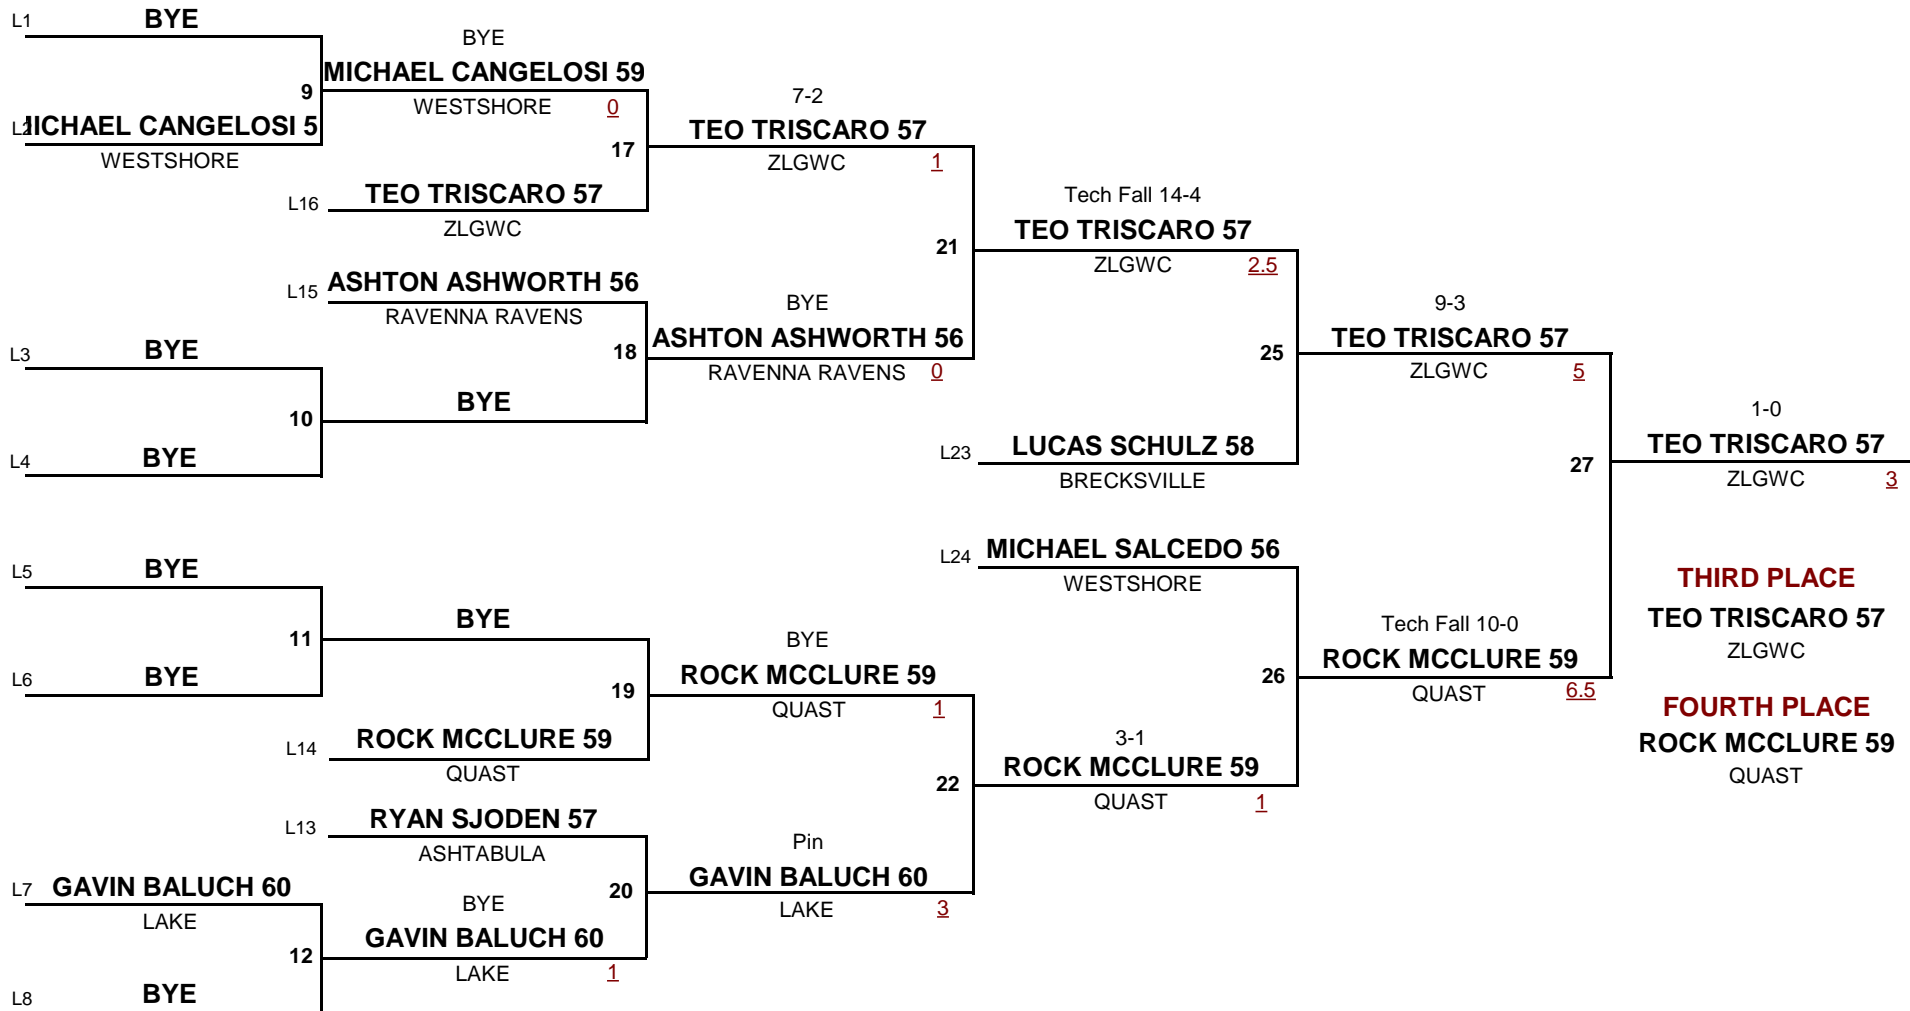 L1 BYE
BYE
MICHAEL CANGELOSI 59
9
WESTSHORE 0
7-2
L2 MICHAEL CANGELOSI 5
WESTSHORE
TEO TRISCARO 57
17
ZLGWC 1
L16 TEO TRISCARO 57
ZLGWC
Tech Fall 14-4
TEO TRISCARO 57
21
ZLGWC 2.5
L15 ASHTON ASHWORTH 56
RAVENNA RAVENS
BYE
9-3
ASHTON ASHWORTH 56
TEO TRISCARO 57
L3 BYE
18
25
RAVENNA RAVENS 0
ZLGWC 5
BYE
10
1-0
L4 BYE
L23 LUCAS SCHULZ 58
BRECKSVILLE
TEO TRISCARO 57
27
ZLGWC 3
L5 BYE
L24 MICHAEL SALCEDO 56
WESTSHORE
THIRD PLACE
TEO TRISCARO 57
ZLGWC
BYE
11
BYE
Tech Fall 10-0
L6 BYE
ROCK MCCLURE 59
ROCK MCCLURE 59
19
26
QUAST 1
QUAST 6.5
FOURTH PLACE
ROCK MCCLURE 59
QUAST
L14 ROCK MCCLURE 59
QUAST
3-1
ROCK MCCLURE 59
22
QUAST 1
L13 RYAN SJODEN 57
ASHTABULA
Pin
GAVIN BALUCH 60
L7 GAVIN BALUCH 60
20
LAKE
BYE
LAKE 3
GAVIN BALUCH 60
12
LAKE 1
L8 BYE